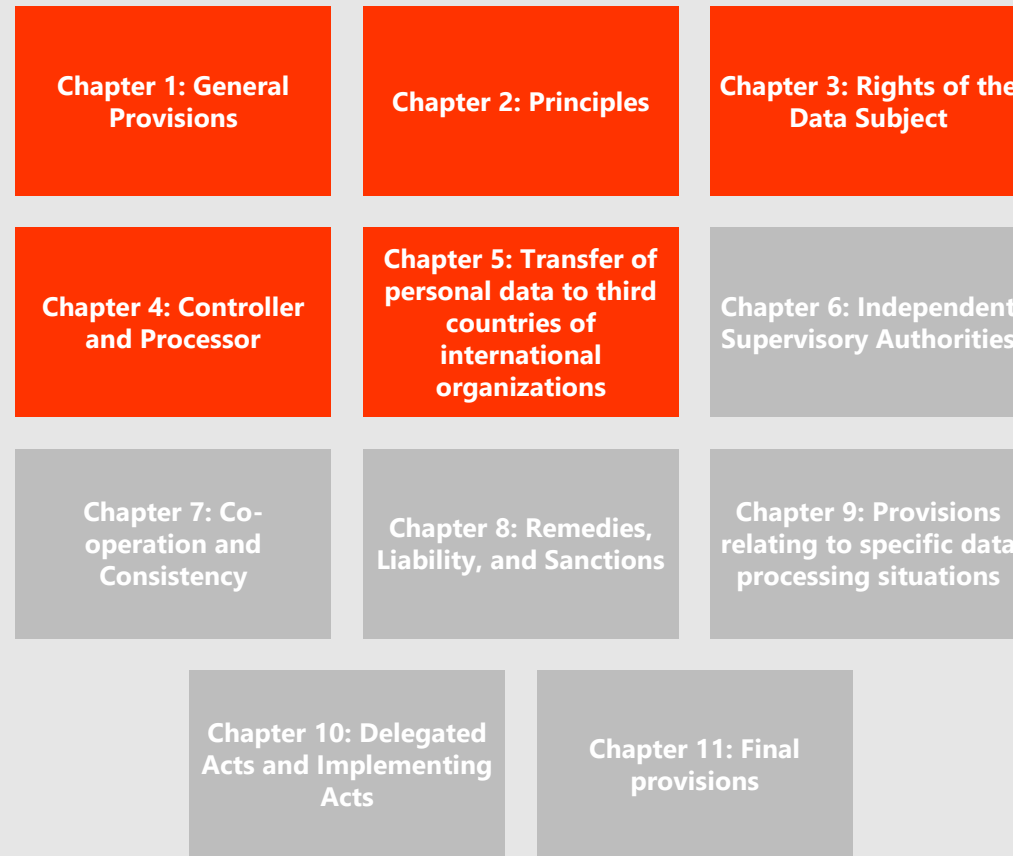 Chapter 1: General
Provisions
Chapter 2: Principles
Chapter 3: Rights of the
Data Subject
Chapter 4: Controller
and Processor
Chapter 5: Transfer of
personal data to third
countries of
international
organizations
Chapter 6: Independent
Supervisory Authorities
Chapter 7: Co-
operation and
Consistency
Chapter 8: Remedies,
Liability, and Sanctions
Chapter 9: Provisions
relating to specific data
processing situations
Chapter 10: Delegated
Acts and Implementing
Acts
Chapter 11: Final
provisions